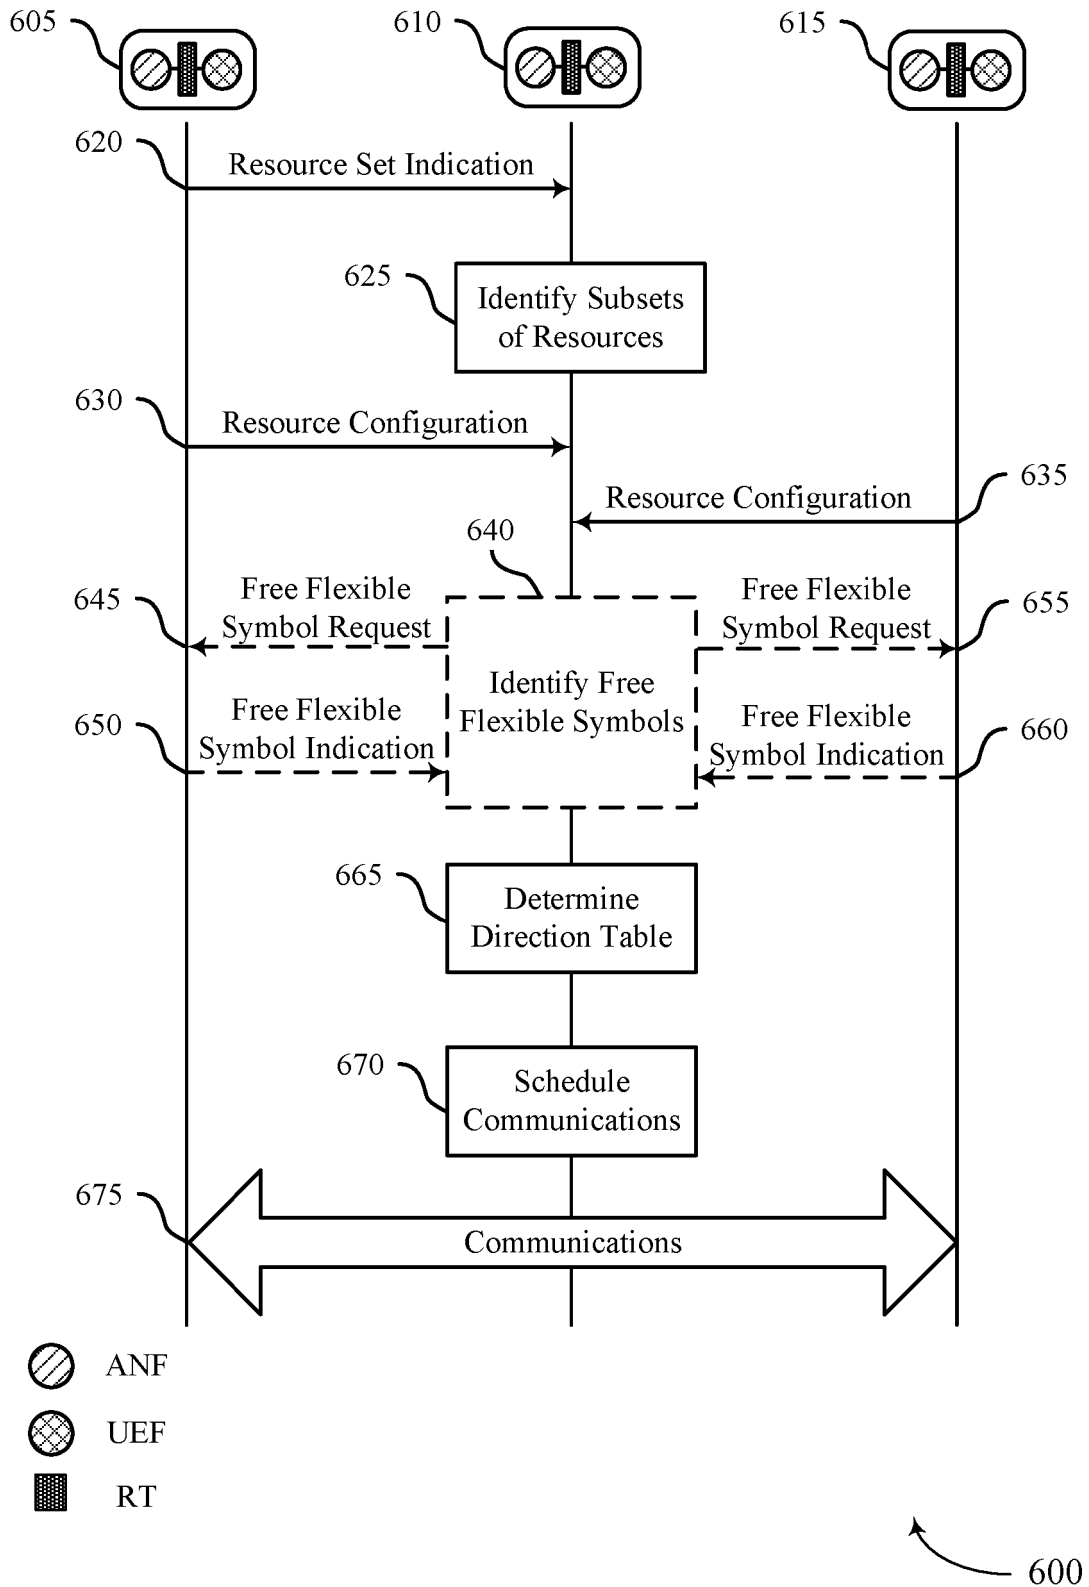 605
610
615
620
Resource Set Indication
625
Identify Subsets
of Resources
630
Resource Configuration
635
Resource Configuration
640
645
Free Flexible
Symbol Request
Free Flexible
Symbol Request
655
Identify Free
Flexible Symbols
650
Free Flexible
Symbol Indication
Free Flexible
Symbol Indication
660
665
Determine
Direction Table
670
Schedule
Communications
675
Communications
ANF
UEF
RT
600